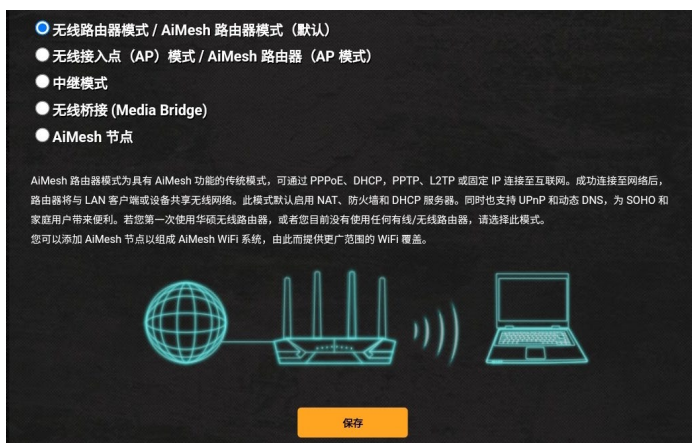 无线路由器模式 / AiMesh 路由器模式（默认）
无线接入点（AP）模式 / AiMesh 路由器（AP 模式）
中继模式
无线桥接 (Media Bridge)
AiMesh 节点
AiMesh 路由器模式为具有 AiMesh 功能的传统模式，可通过 PPPoE、DHCP，PPTP、L2TP 或固定 IP 连接至互联网。成功连接至网络后，
路由器将与 LAN 客户端或设备共享无线网络。此模式默认启用 NAT、防火墙和 DHCP 服务器。同时也支持 UPnP 和动态 DNS，为 SOHO 和
家庭用户带来便利。若您第一次使用华硕无线路由器，或者您目前没有使用任何有线/无线路由器，请选择此模式。
您可以添加 AiMesh 节点以组成 AiMesh WiFi 系统，由此而提供更广范围的 WiFi 覆盖。
保存